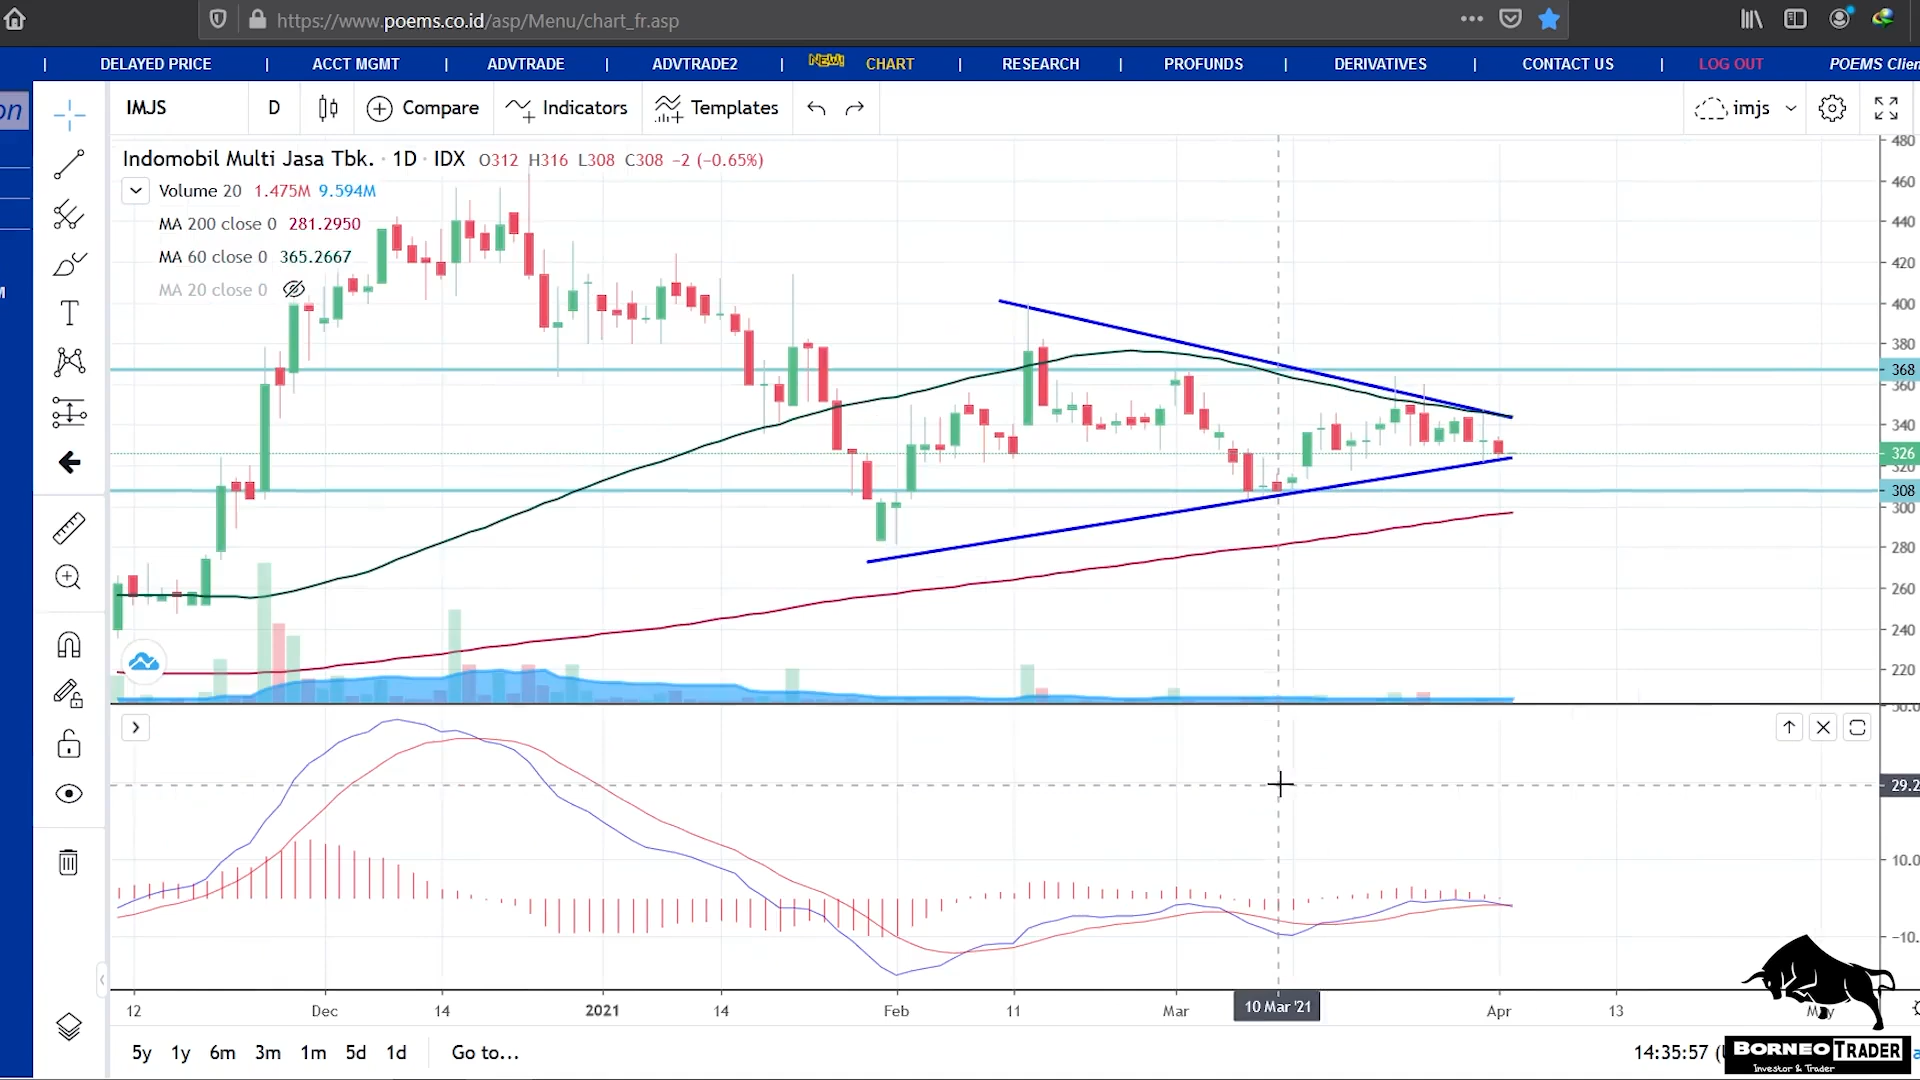 https://www.poems.co.id/asp/Menu/chart_fr.asp
| DELAYED PRICE | ACCT MGMT | ADVTRADE | ADVTRADE2 | NEW! CHART | RESEARCH | PROFUNDS | DERIVATIVES | CONTACT US | LOG OUT POEMS Clien
on
IMJS D Compare Indicators Templates imjs
Indomobil Multi Jasa Tbk. · 1D · IDX O312 H316 L308 C308 −2 (−0.65%)
Volume 20 1.475M 9.594M
MA 200 close 0 281.2950
MA 60 close 0 365.2667
MA 20 close 0
M
480
460
440
420
400
380
368
360
340
326
320
308
300
280
260
240
220
50.0
29.2
10.0
−10.
12 Dec 14 2021 14 Feb 11 Mar 10 Mar '21 Apr 13 May
5y 1y 6m 3m 1m 5d 1d Go to... 14:35:57 (
BORNEO TRADER
Investor & Trader